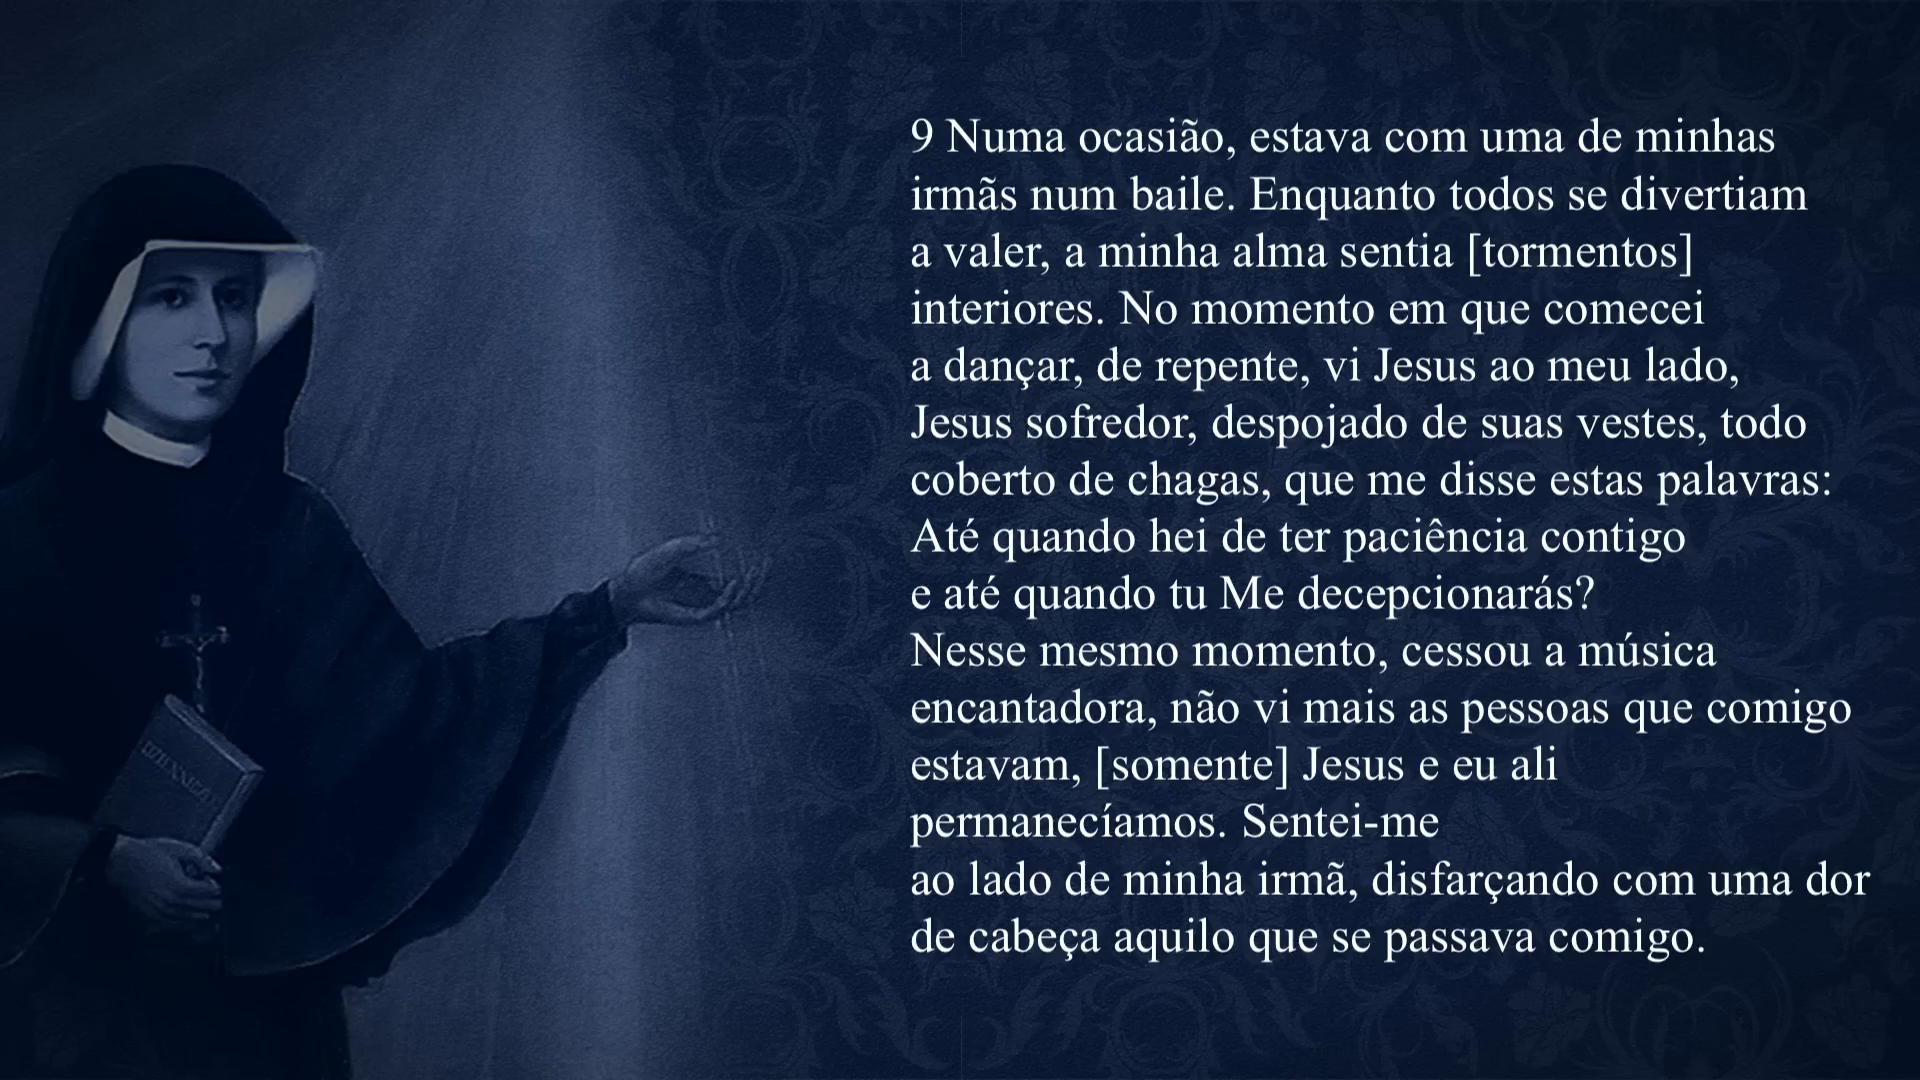 9 Numa ocasião, estava com uma de minhas
irmãs num baile. Enquanto todos se divertiam
a valer, a minha alma sentia [tormentos]
interiores. No momento em que comecei
a dançar, de repente, vi Jesus ao meu lado,
Jesus sofredor, despojado de suas vestes, todo
coberto de chagas, que me disse estas palavras:
Até quando hei de ter paciência contigo
e até quando tu Me decepcionarás?
Nesse mesmo momento, cessou a música
encantadora, não vi mais as pessoas que comigo
estavam, [somente] Jesus e eu ali
permanecíamos. Sentei-me
ao lado de minha irmã, disfarçando com uma dor
de cabeça aquilo que se passava comigo.